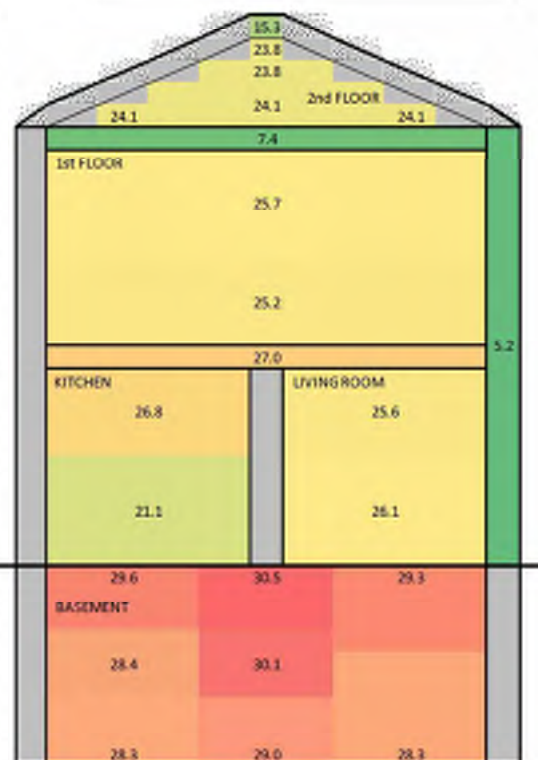 15.3
23.8
23.8
24.1 2nd FLOOR
24.1 24.1
7.4
1st FLOOR
25.7
25.2
5.2
27.0
KITCHEN LIVING ROOM
26.8 25.6
21.1 26.1
29.6 30.5 29.3
BASEMENT
28.4 30.1
28.3 29.0 28.3